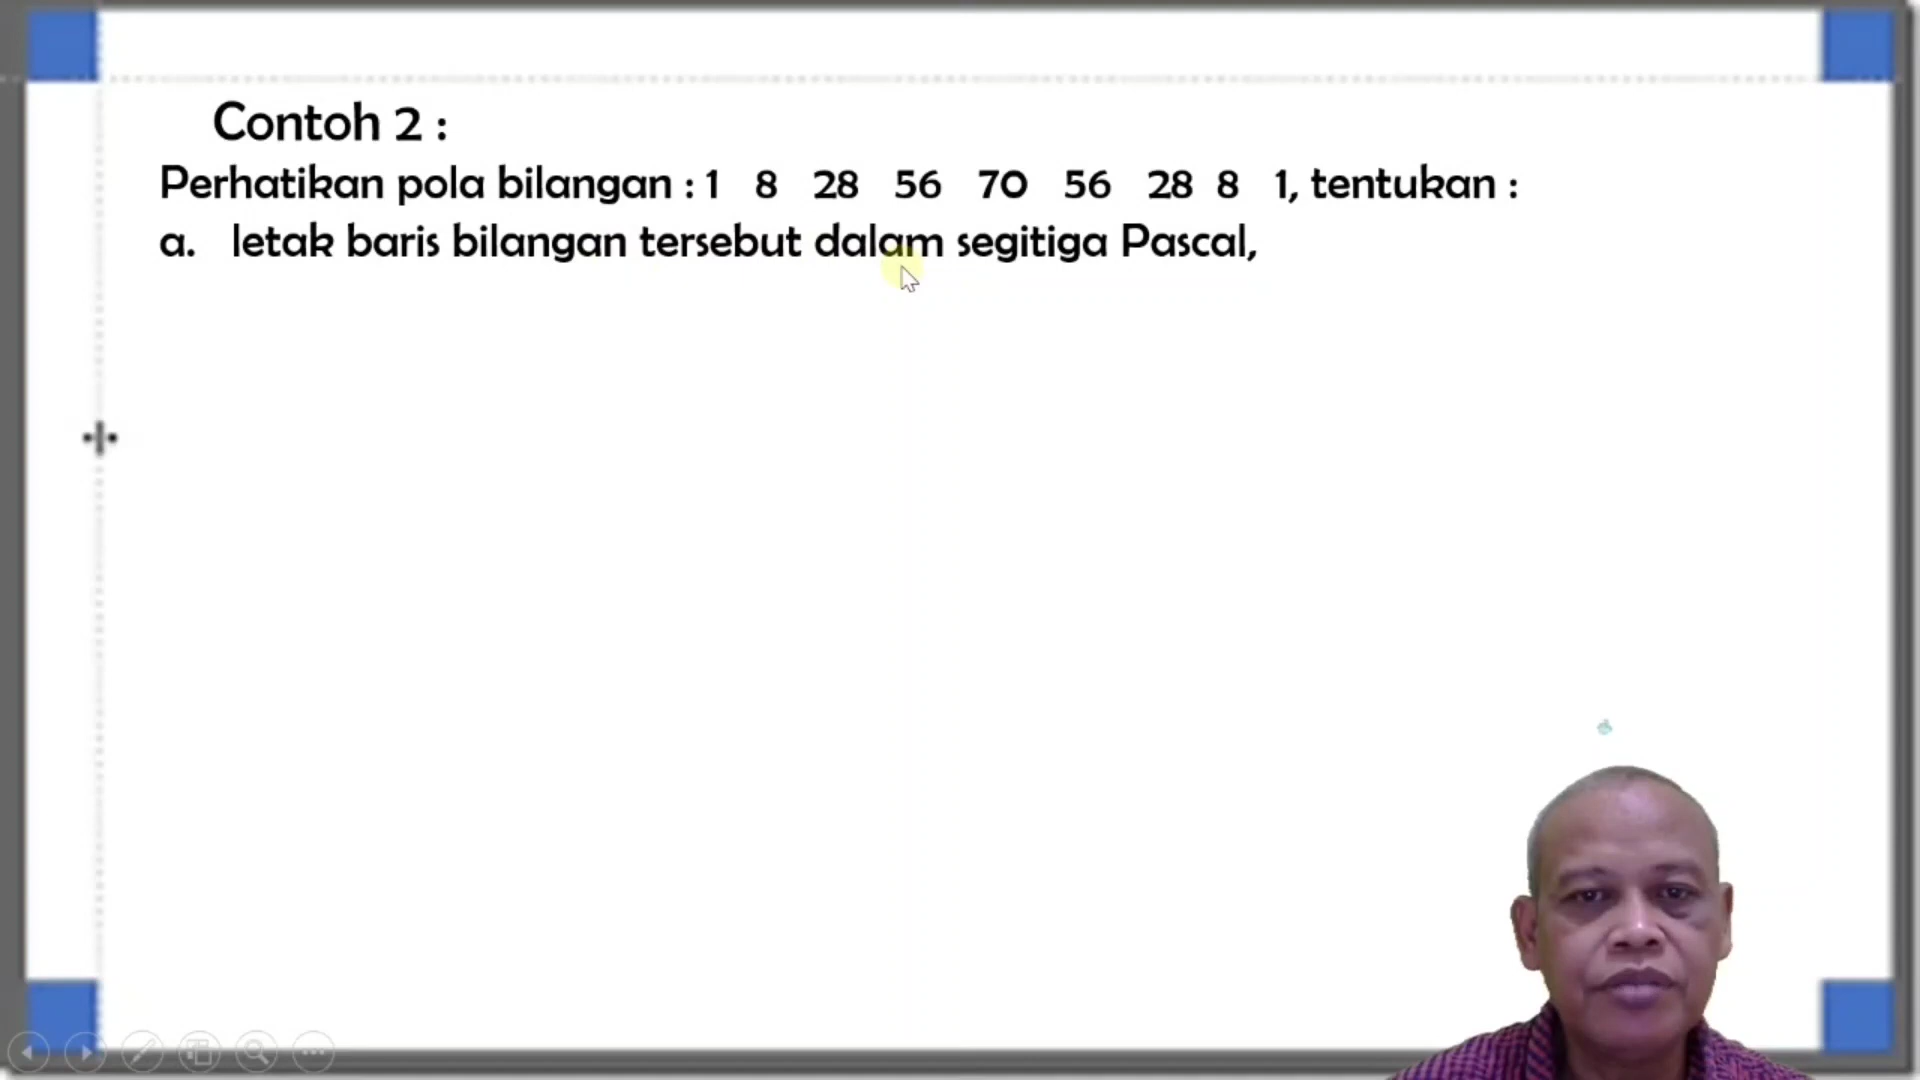 Contoh 2 :
Perhatikan pola bilangan : 1 8 28 56 70 56 28 8 1, tentukan :
a. letak baris bilangan tersebut dalam segitiga Pascal,